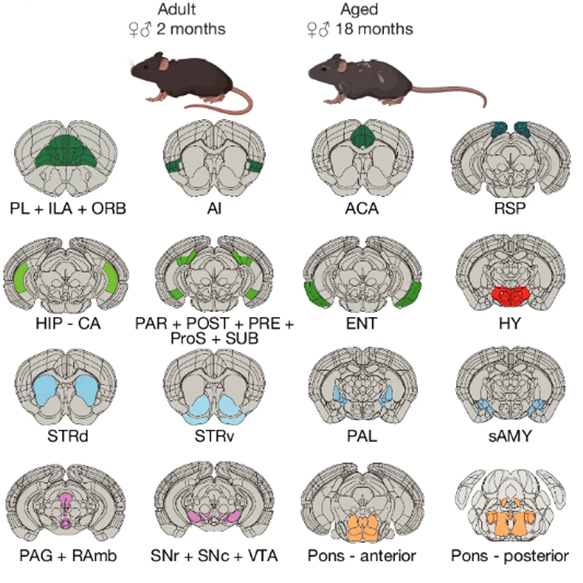 Adult
♀♂ 2 months
Aged
♀♂ 18 months
PL + ILA + ORB
AI
ACA
RSP
HIP - CA
PAR + POST + PRE +
ProS + SUB
ENT
HY
STRd
STRv
PAL
sAMY
PAG + RAmb
SNr + SNc + VTA
Pons - anterior
Pons - posterior